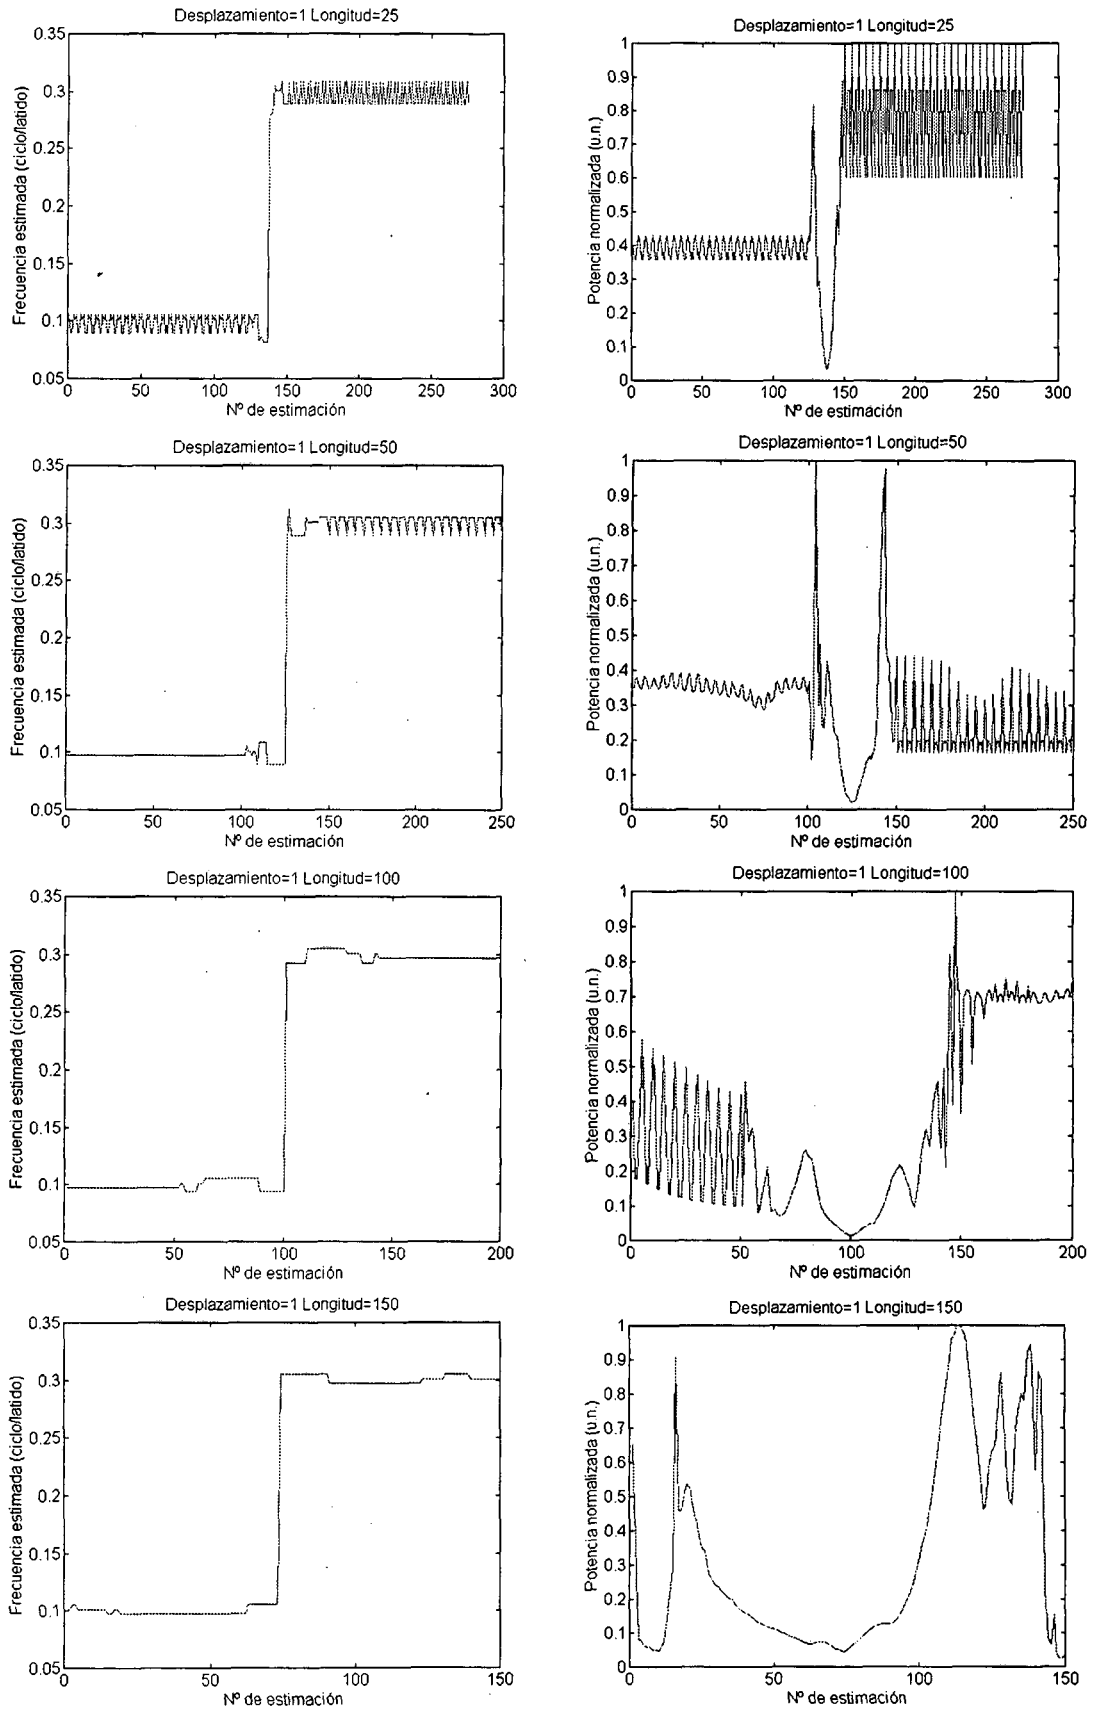 Desplazamiento=1 Longitud=25
Frecuencia estimada (ciclo/latido)
0.35
0.3
0.25
0.2
0.15
0.1
0.05
0 50 100 150 200 250 300
Nº de estimación
Desplazamiento=1 Longitud=25
Potencia normalizada (u.n.)
1
0.9
0.8
0.7
0.6
0.5
0.4
0.3
0.2
0.1
0
0 50 100 150 200 250 300
Nº de estimación
Desplazamiento=1 Longitud=50
Frecuencia estimada (ciclo/latido)
0.35
0.3
0.25
0.2
0.15
0.1
0.05
0 50 100 150 200 250
Nº de estimación
Desplazamiento=1 Longitud=50
Potencia normalizada (u.n.)
1
0.9
0.8
0.7
0.6
0.5
0.4
0.3
0.2
0.1
0
0 50 100 150 200 250
Nº de estimación
Desplazamiento=1 Longitud=100
Frecuencia estimada (ciclo/latido)
0.35
0.3
0.25
0.2
0.15
0.1
0.05
0 50 100 150 200
Nº de estimación
Desplazamiento=1 Longitud=100
Potencia normalizada (u.n.)
1
0.9
0.8
0.7
0.6
0.5
0.4
0.3
0.2
0.1
0
0 50 100 150 200
Nº de estimación
Desplazamiento=1 Longitud=150
Frecuencia estimada (ciclo/latido)
0.35
0.3
0.25
0.2
0.15
0.1
0.05
0 50 100 150
Nº de estimación
Desplazamiento=1 Longitud=150
Potencia normalizada (u.n.)
1
0.9
0.8
0.7
0.6
0.5
0.4
0.3
0.2
0.1
0
0 50 100 150
Nº de estimación